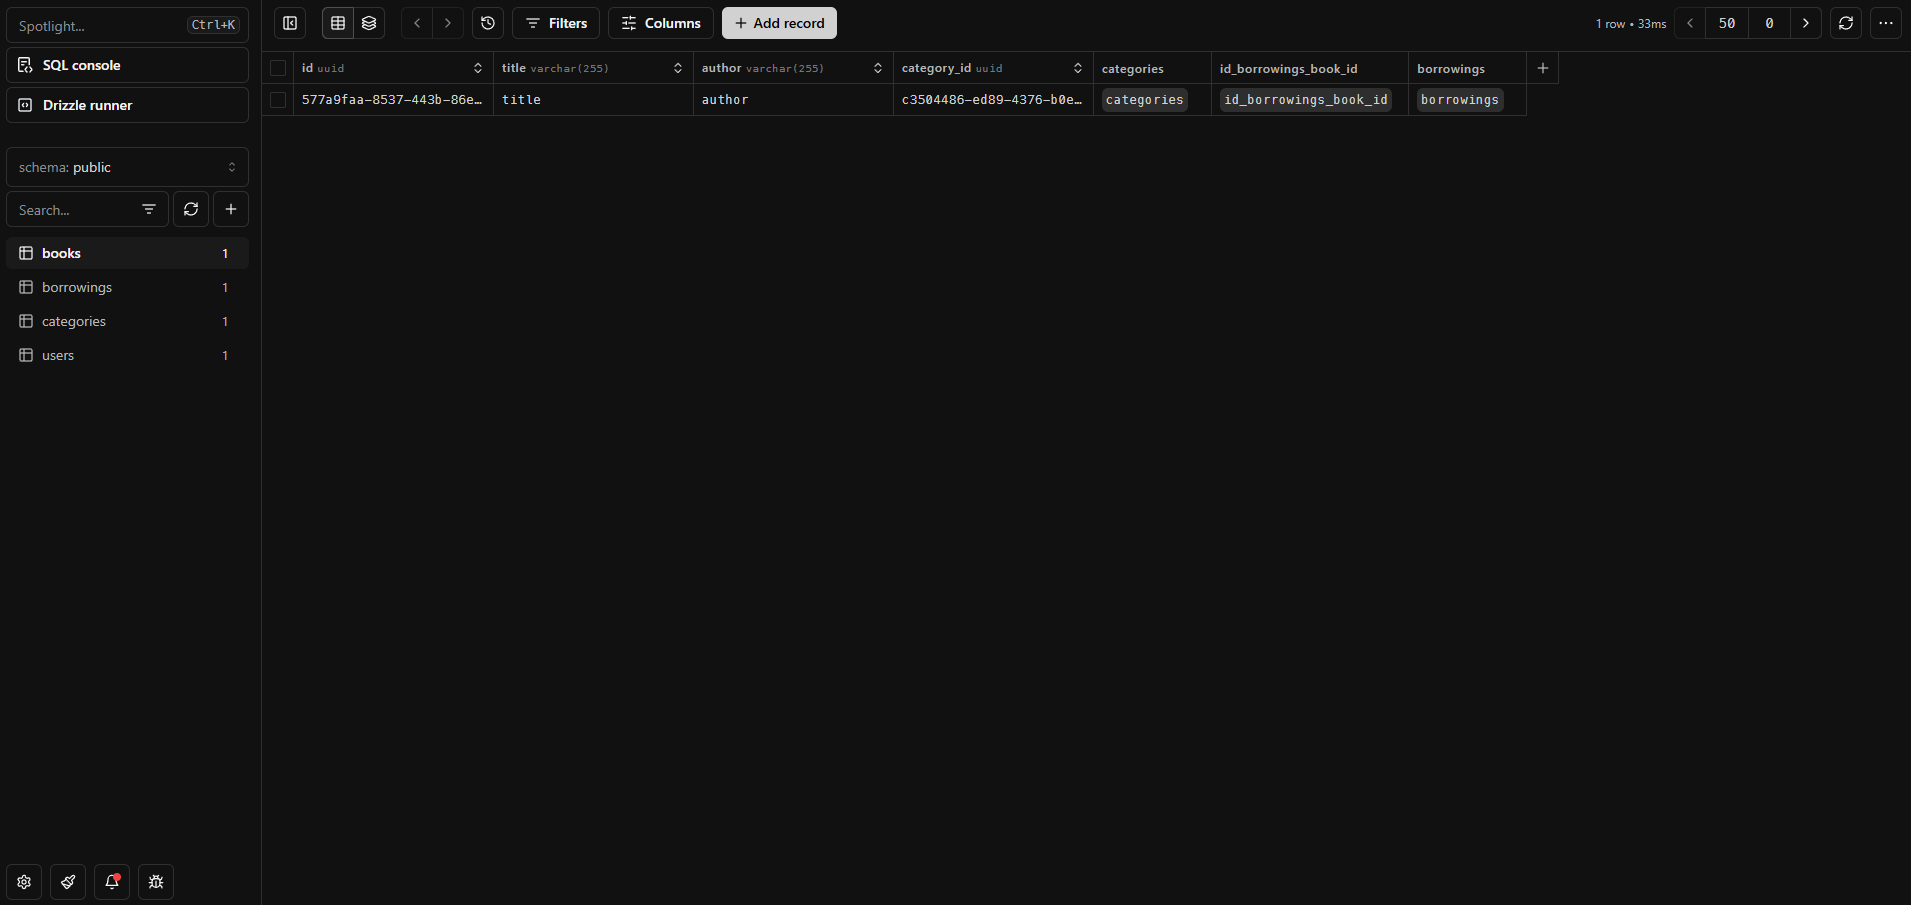 Spotlight... Ctrl+K
SQL console
Drizzle runner
schema: public
Search...
books 1
borrowings 1
categories 1
users 1
Filters Columns + Add record 1 row • 33ms 50 0
id uuid title varchar(255) author varchar(255) category_id uuid categories id_borrowings_book_id borrowings +
577a9faa-8537-443b-86e… title author c3504486-ed89-4376-b0e… categories id_borrowings_book_id borrowings